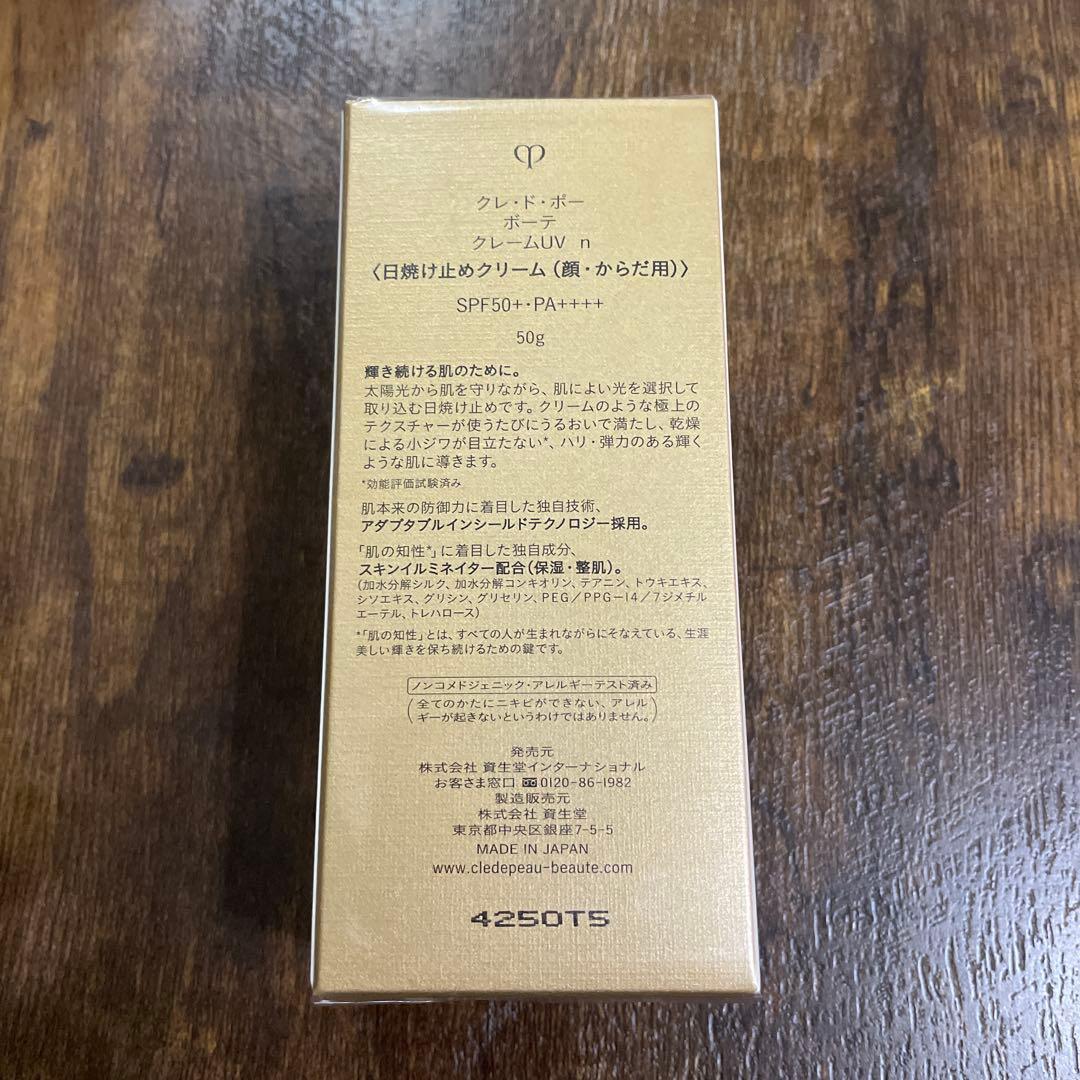 クレ・ド・ポー
ボーテ
クレームUV n
〈日焼け止めクリーム（顔・からだ用）〉
SPF50+・PA++++
50g
輝き続ける肌のために。
太陽光から肌を守りながら、肌によい光を選択して
取り込む日焼け止めです。クリームのような極上の
テクスチャーが使うたびにうるおいで満たし、乾燥
による小ジワが目立たない*、ハリ・弾力のある輝く
ような肌に導きます。
*効能評価試験済み
肌本来の防御力に着目した独自技術、
アダプタブルインシールドテクノロジー採用。
「肌の知性*」に着目した独自成分、
スキンイルミネイター配合（保湿・整肌）。
（加水分解シルク、加水分解コンキオリン、テアニン、トウキエキス、
シソエキス、グリシン、グリセリン、PEG／PPG－14／7ジメチル
エーテル、トレハロース）
*「肌の知性」とは、すべての人が生まれながらにそなえている、生涯
美しい輝きを保ち続けるための鍵です。
ノンコメドジェニック・アレルギーテスト済み
（全てのかたにニキビができない、アレル
ギーが起きないというわけではありません。）
発売元
株式会社 資生堂インターナショナル
お客さま窓口 0120-86-1982
製造販売元
株式会社 資生堂
東京都中央区銀座7-5-5
MADE IN JAPAN
www.cledepeau-beaute.com
4250T5